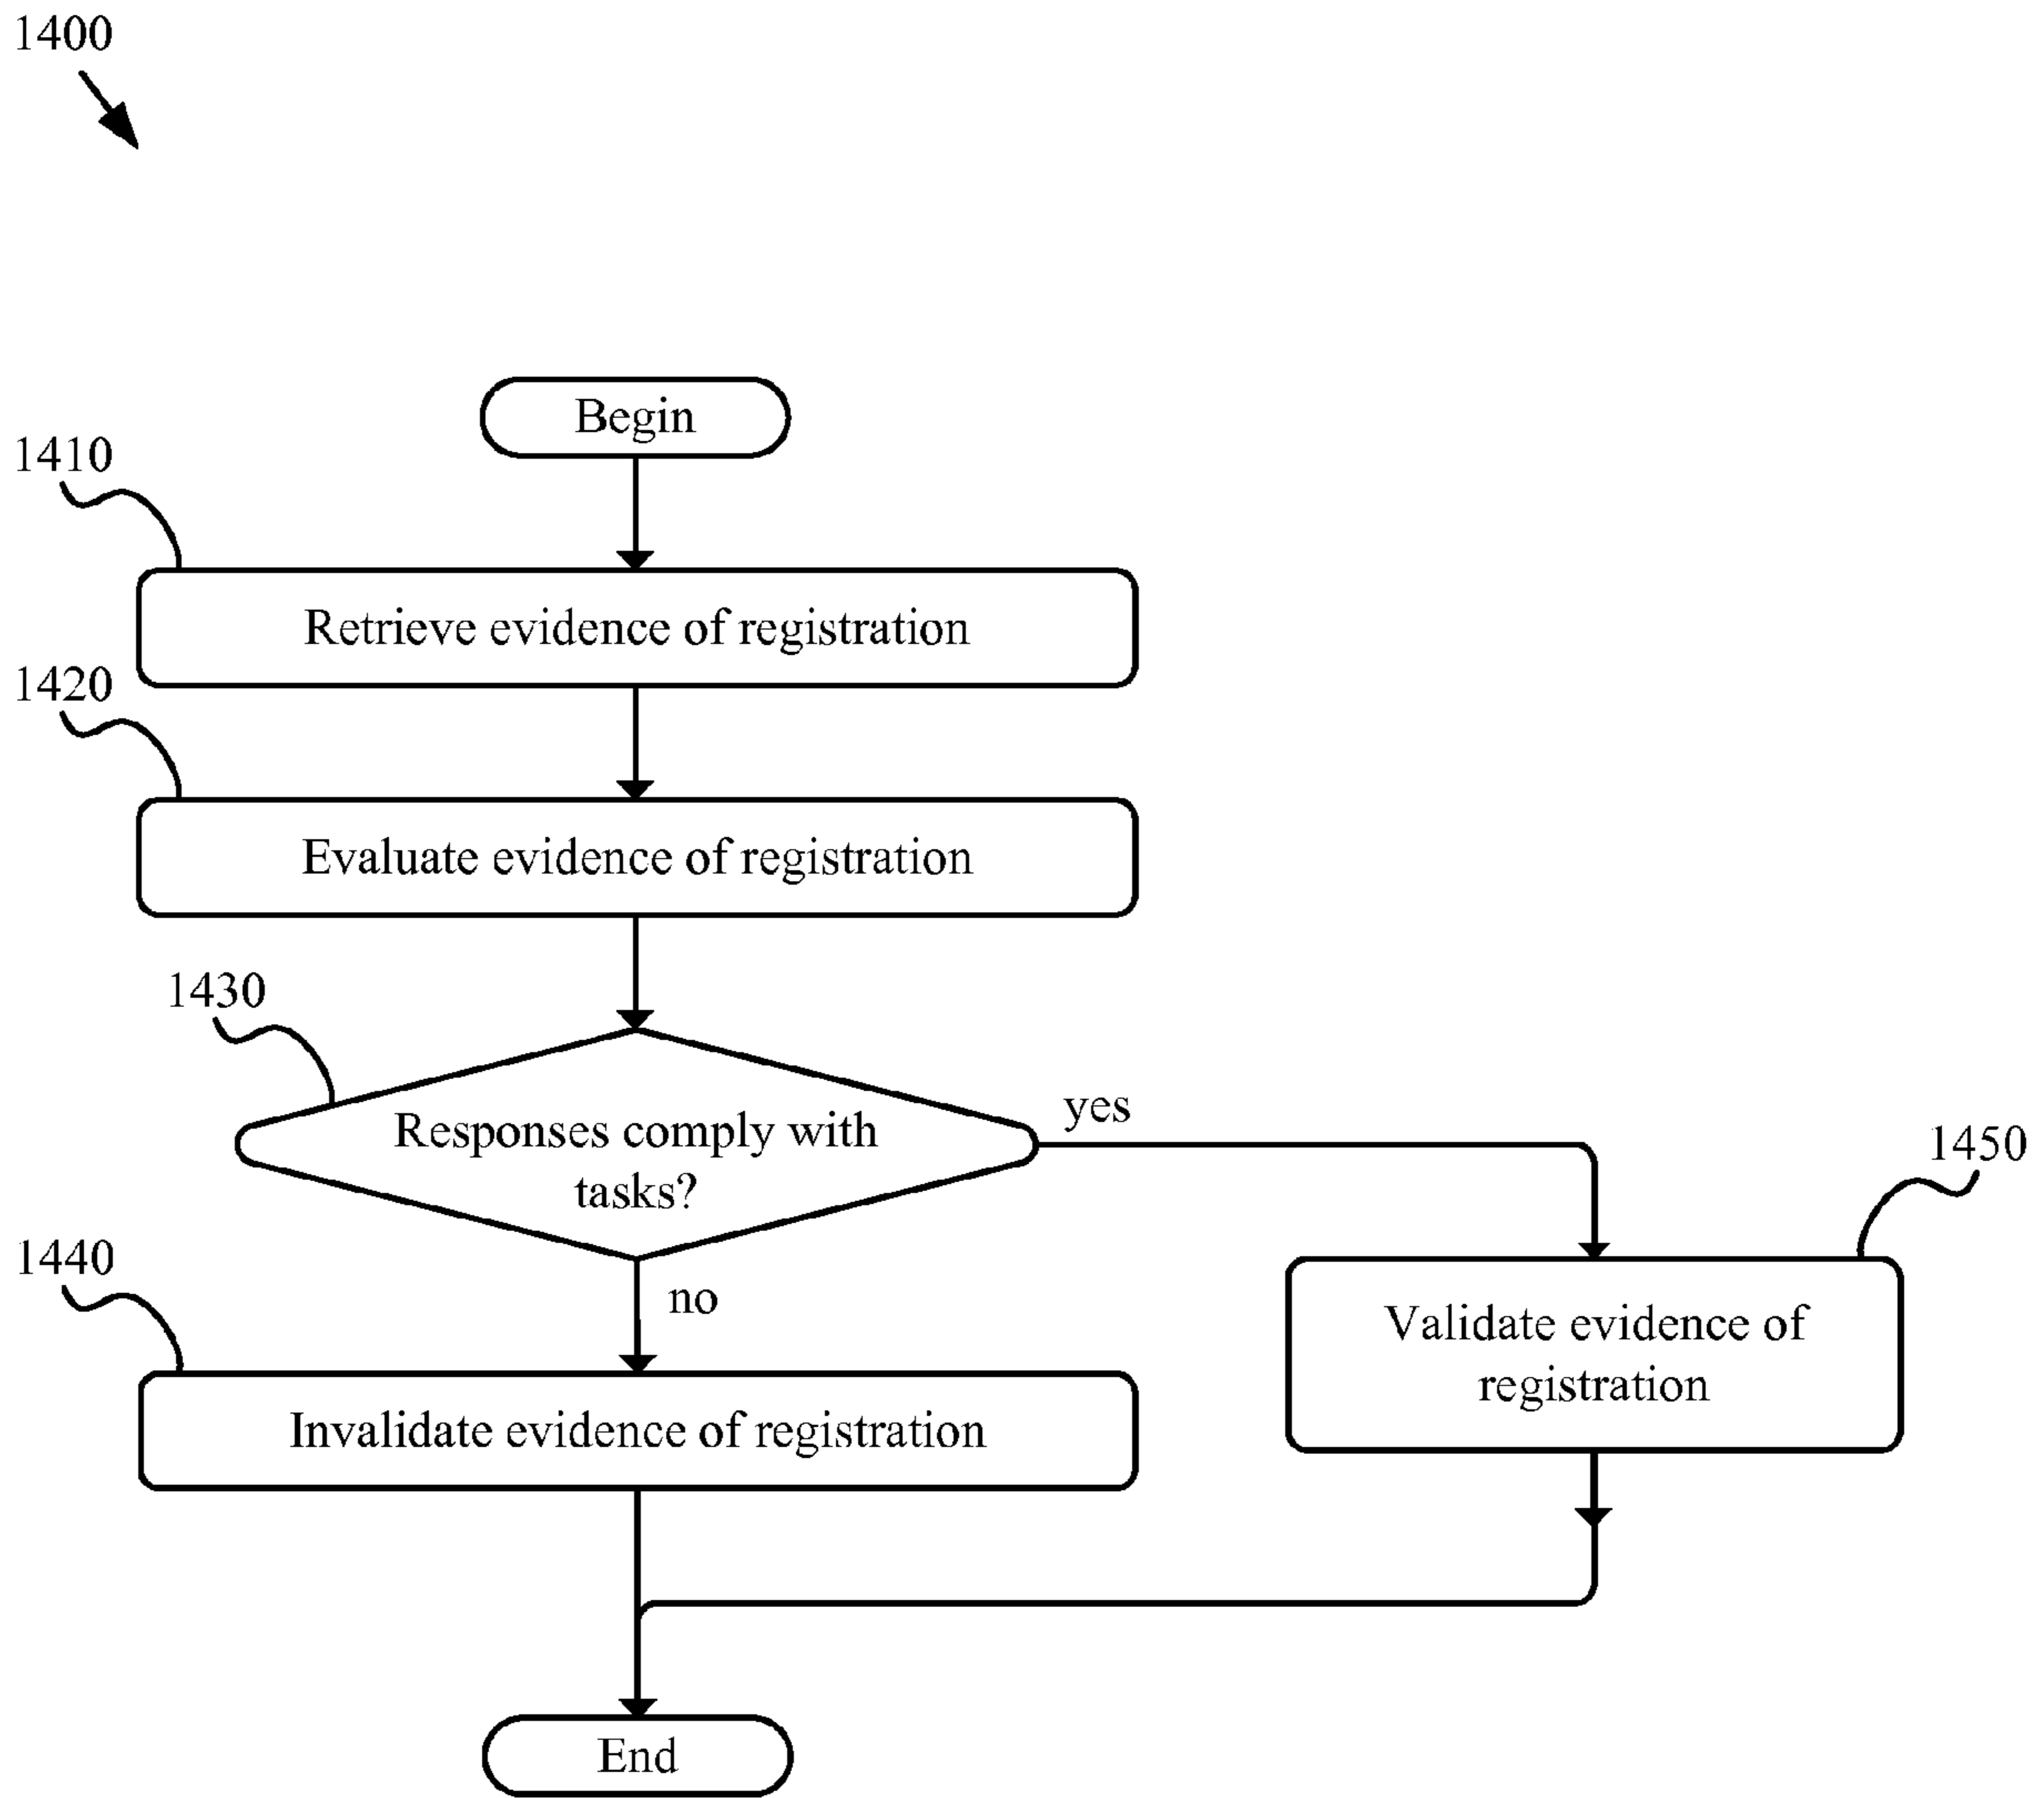 1400
Begin
1410
Retrieve evidence of registration
1420
Evaluate evidence of registration
1430
Responses comply with
tasks?
yes
1450
1440
no
Validate evidence of
registration
Invalidate evidence of registration
End